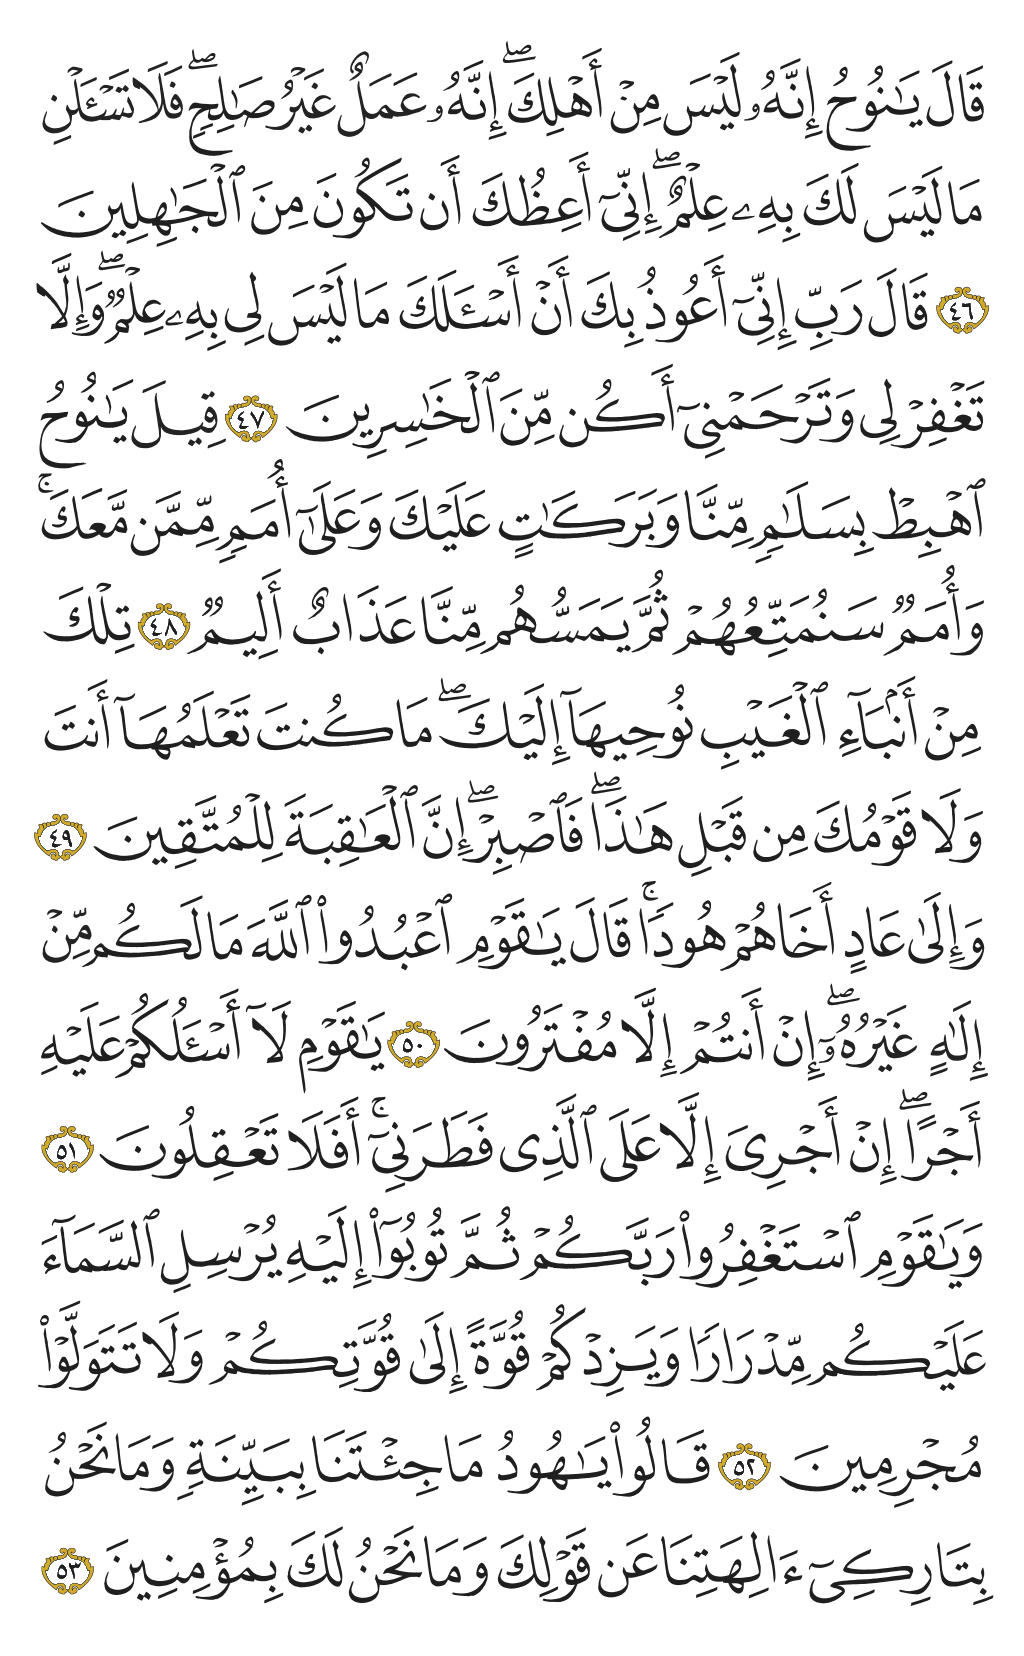 قَالَ يَٰنُوحُ إِنَّهُۥ لَيْسَ مِنْ أَهْلِكَۖ إِنَّهُۥ عَمَلٌ غَيْرُ صَٰلِحٖۖ فَلَا تَسْـَٔلْنِ
مَا لَيْسَ لَكَ بِهِۦ عِلْمٌۖ إِنِّيٓ أَعِظُكَ أَن تَكُونَ مِنَ ٱلْجَٰهِلِينَ
٤٦ قَالَ رَبِّ إِنِّيٓ أَعُوذُ بِكَ أَنْ أَسْـَٔلَكَ مَا لَيْسَ لِي بِهِۦ عِلْمٞۖ وَإِلَّا
تَغْفِرْ لِي وَتَرْحَمْنِيٓ أَكُن مِّنَ ٱلْخَٰسِرِينَ ٤٧ قِيلَ يَٰنُوحُ
ٱهْبِطْ بِسَلَٰمٖ مِّنَّا وَبَرَكَٰتٍ عَلَيْكَ وَعَلَىٰٓ أُمَمٖ مِّمَّن مَّعَكَۚ
وَأُمَمٞ سَنُمَتِّعُهُمْ ثُمَّ يَمَسُّهُم مِّنَّا عَذَابٌ أَلِيمٞ ٤٨ تِلْكَ
مِنْ أَنۢبَآءِ ٱلْغَيْبِ نُوحِيهَآ إِلَيْكَۖ مَا كُنتَ تَعْلَمُهَآ أَنتَ
وَلَا قَوْمُكَ مِن قَبْلِ هَٰذَاۖ فَٱصْبِرْۖ إِنَّ ٱلْعَٰقِبَةَ لِلْمُتَّقِينَ ٤٩
وَإِلَىٰ عَادٍ أَخَاهُمْ هُودٗاۚ قَالَ يَٰقَوْمِ ٱعْبُدُوا۟ ٱللَّهَ مَا لَكُم مِّنْ
إِلَٰهٍ غَيْرُهُۥٓۖ إِنْ أَنتُمْ إِلَّا مُفْتَرُونَ ٥٠ يَٰقَوْمِ لَآ أَسْـَٔلُكُمْ عَلَيْهِ
أَجْرًاۖ إِنْ أَجْرِيَ إِلَّا عَلَى ٱلَّذِي فَطَرَنِيٓۚ أَفَلَا تَعْقِلُونَ ٥١
وَيَٰقَوْمِ ٱسْتَغْفِرُوا۟ رَبَّكُمْ ثُمَّ تُوبُوٓا۟ إِلَيْهِ يُرْسِلِ ٱلسَّمَآءَ
عَلَيْكُم مِّدْرَارٗا وَيَزِدْكُمْ قُوَّةً إِلَىٰ قُوَّتِكُمْ وَلَا تَتَوَلَّوْا۟
مُجْرِمِينَ ٥٢ قَالُوا۟ يَٰهُودُ مَا جِئْتَنَا بِبَيِّنَةٖ وَمَا نَحْنُ
بِتَارِكِيٓ ءَالِهَتِنَا عَن قَوْلِكَ وَمَا نَحْنُ لَكَ بِمُؤْمِنِينَ ٥٣